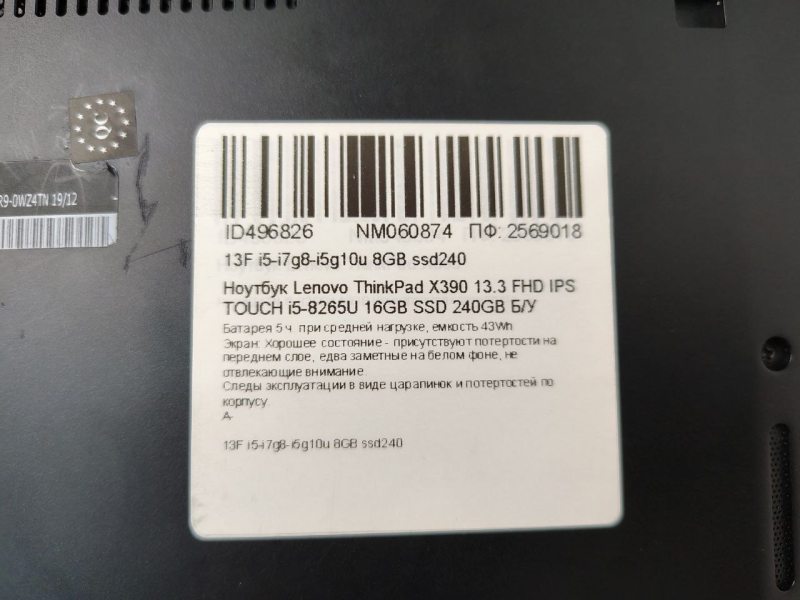 QC
R9-0WZ4TN 19/12
ID496826 NM060874 ПФ: 2569018
13F i5-i7g8-i5g10u 8GB ssd240
Ноутбук Lenovo ThinkPad X390 13.3 FHD IPS
TOUCH i5-8265U 16GB SSD 240GB Б/У
Батарея 5 ч при средней нагрузке, емкость 43Wh
Экран: Хорошее состояние - присутствуют потертости на
переднем слое, едва заметные на белом фоне, не
отвлекающие внимание.
Следы эксплуатации в виде царапинок и потертостей по
корпусу.
A-
13F i5-i7g8-i5g10u 8GB ssd240